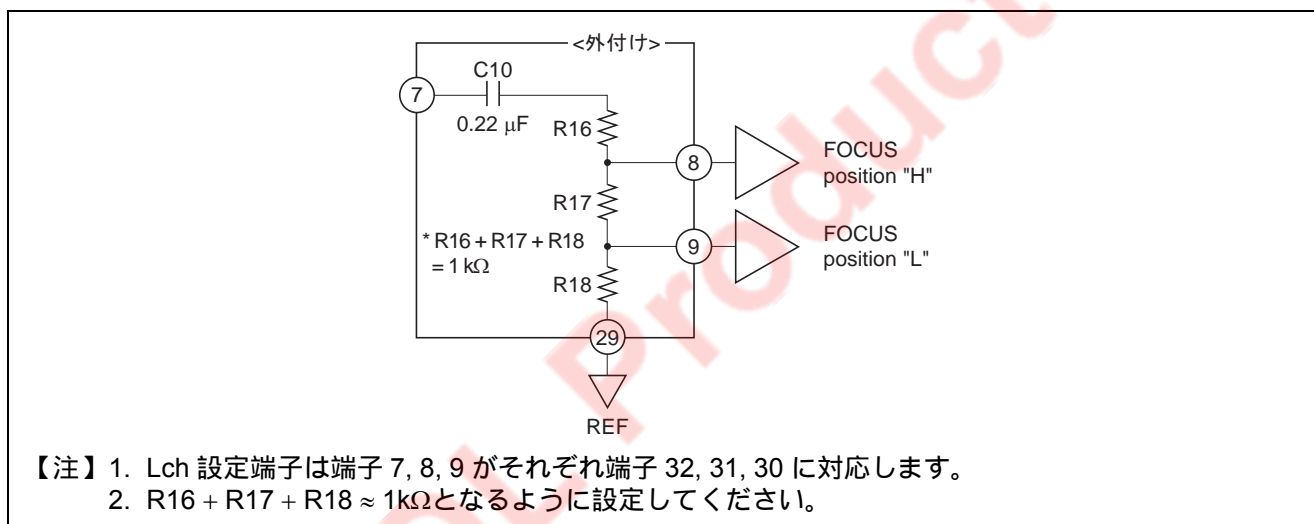 <外付け>
C10
7
0.22 μF
R16
8
FOCUS
position "H"
R17
* R16 + R17 + R18
= 1 kΩ
9
FOCUS
position "L"
R18
29
REF
【注】1. Lch 設定端子は端子 7, 8, 9 がそれぞれ端子 32, 31, 30 に対応します。
2. R16 + R17 + R18 ≈ 1kΩとなるように設定してください。
OL Product